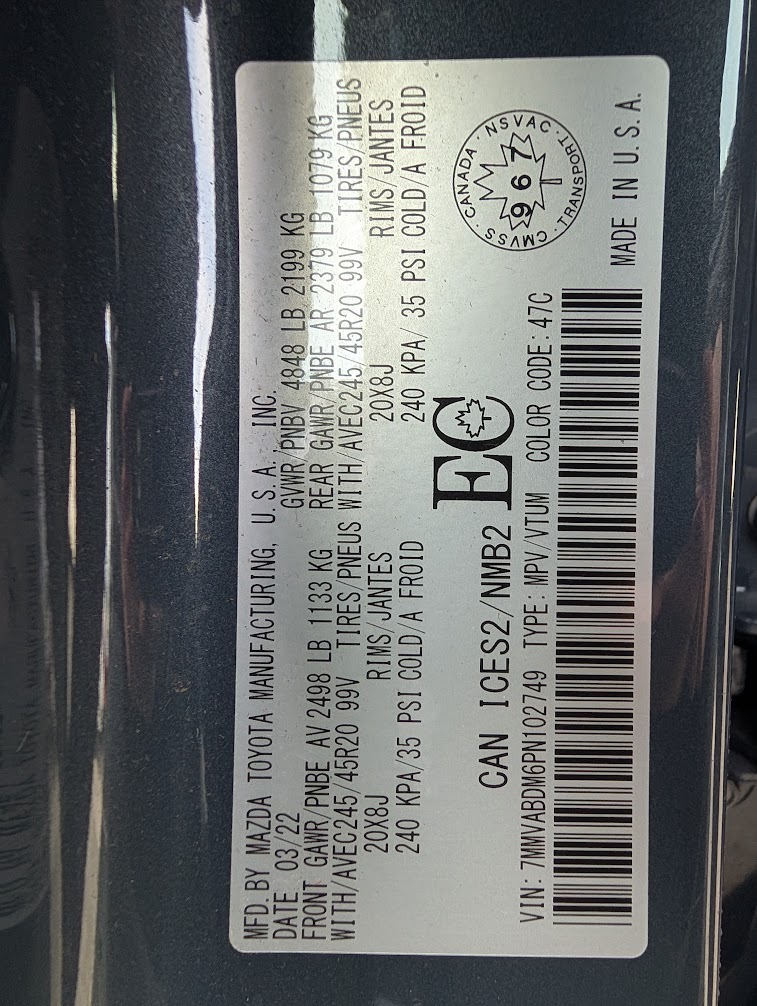 MFD. BY MAZDA TOYOTA MANUFACTURING, U.S.A., INC.
DATE 03/22 GVWR/PNBV 4848 LB 2199 KG
FRONT GAWR/PNBE AV 2498 LB 1133 KG REAR GAWR/PNBE AR 2379 LB 1079 KG
WITH/AVEC245/45R20 99V TIRES/PNEUS WITH/AVEC245/45R20 99V TIRES/PNEUS
20X8J RIMS/JANTES 20X8J RIMS/JANTES
240 KPA/35 PSI COLD/A FROID 240 KPA/ 35 PSI COLD/A FROID
CAN ICES2/NMB2 EC
CANADA · NSVAC · TRANSPORT · CMVSS ·
967
VIN: 7MMVABDM6PN102749 TYPE: MPV/VTUM COLOR CODE: 47C
MADE IN U.S.A.